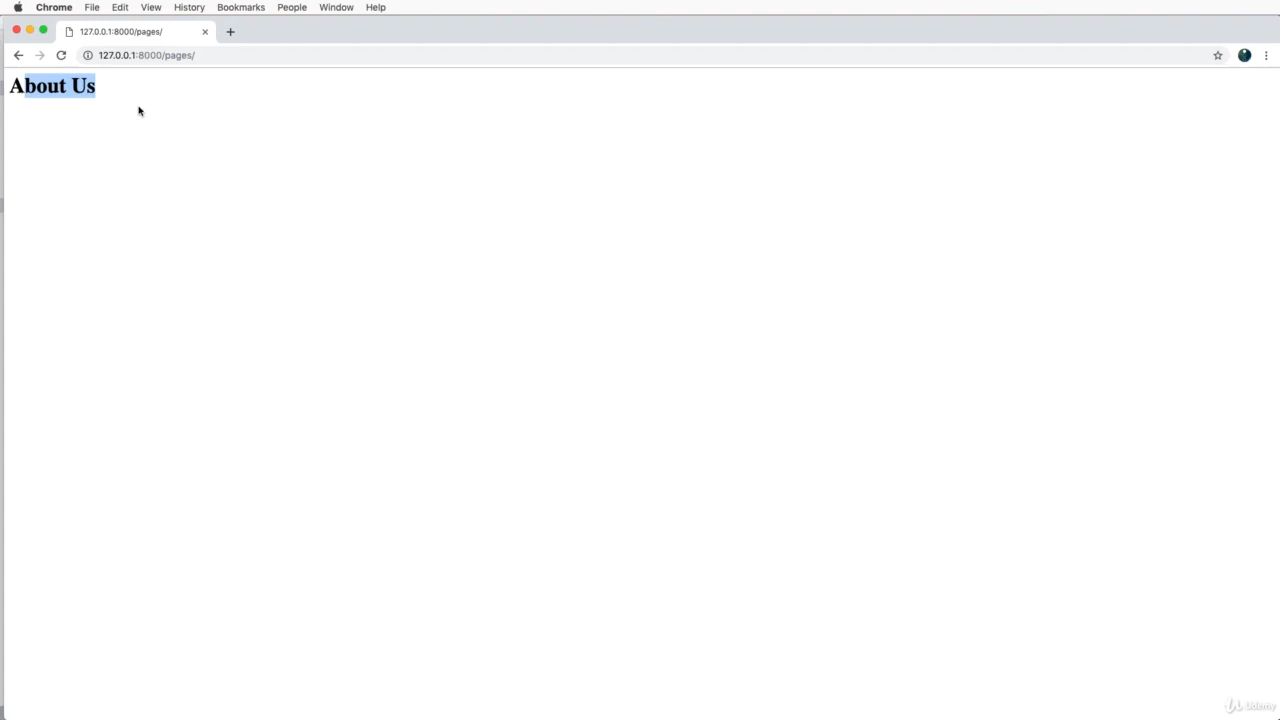 Chrome File Edit View History Bookmarks People Window Help
127.0.0.1:8000/pages/
127.0.0.1:8000/pages/
About Us
Udemy